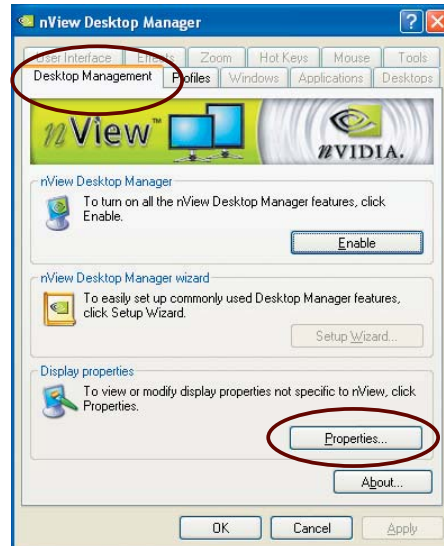 nView Desktop Manager
User Interface Effects Zoom Hot Keys Mouse Tools
Desktop Management Profiles Windows Applications Desktops
nView™ nVIDIA.
nView Desktop Manager
To turn on all the nView Desktop Manager features, click
Enable.
Enable
nView Desktop Manager wizard
To easily set up commonly used Desktop Manager features,
click Setup Wizard.
Setup Wizard...
Display properties
To view or modify display properties not specific to nView, click
Properties.
Properties...
About...
OK Cancel Apply